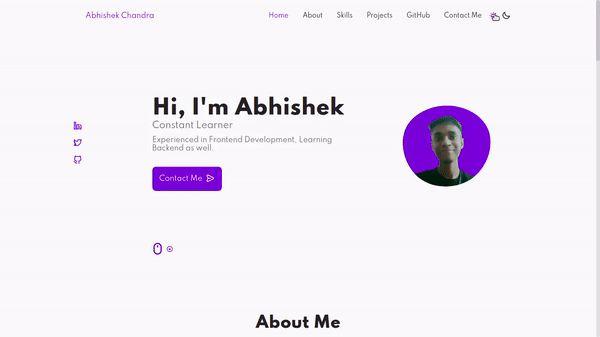 Abhishek Chandra
Home About Skills Projects GitHub Contact Me
Hi, I'm Abhishek
Constant Learner
Experienced in Frontend Development, Learning
Backend as well.
Contact Me
About Me